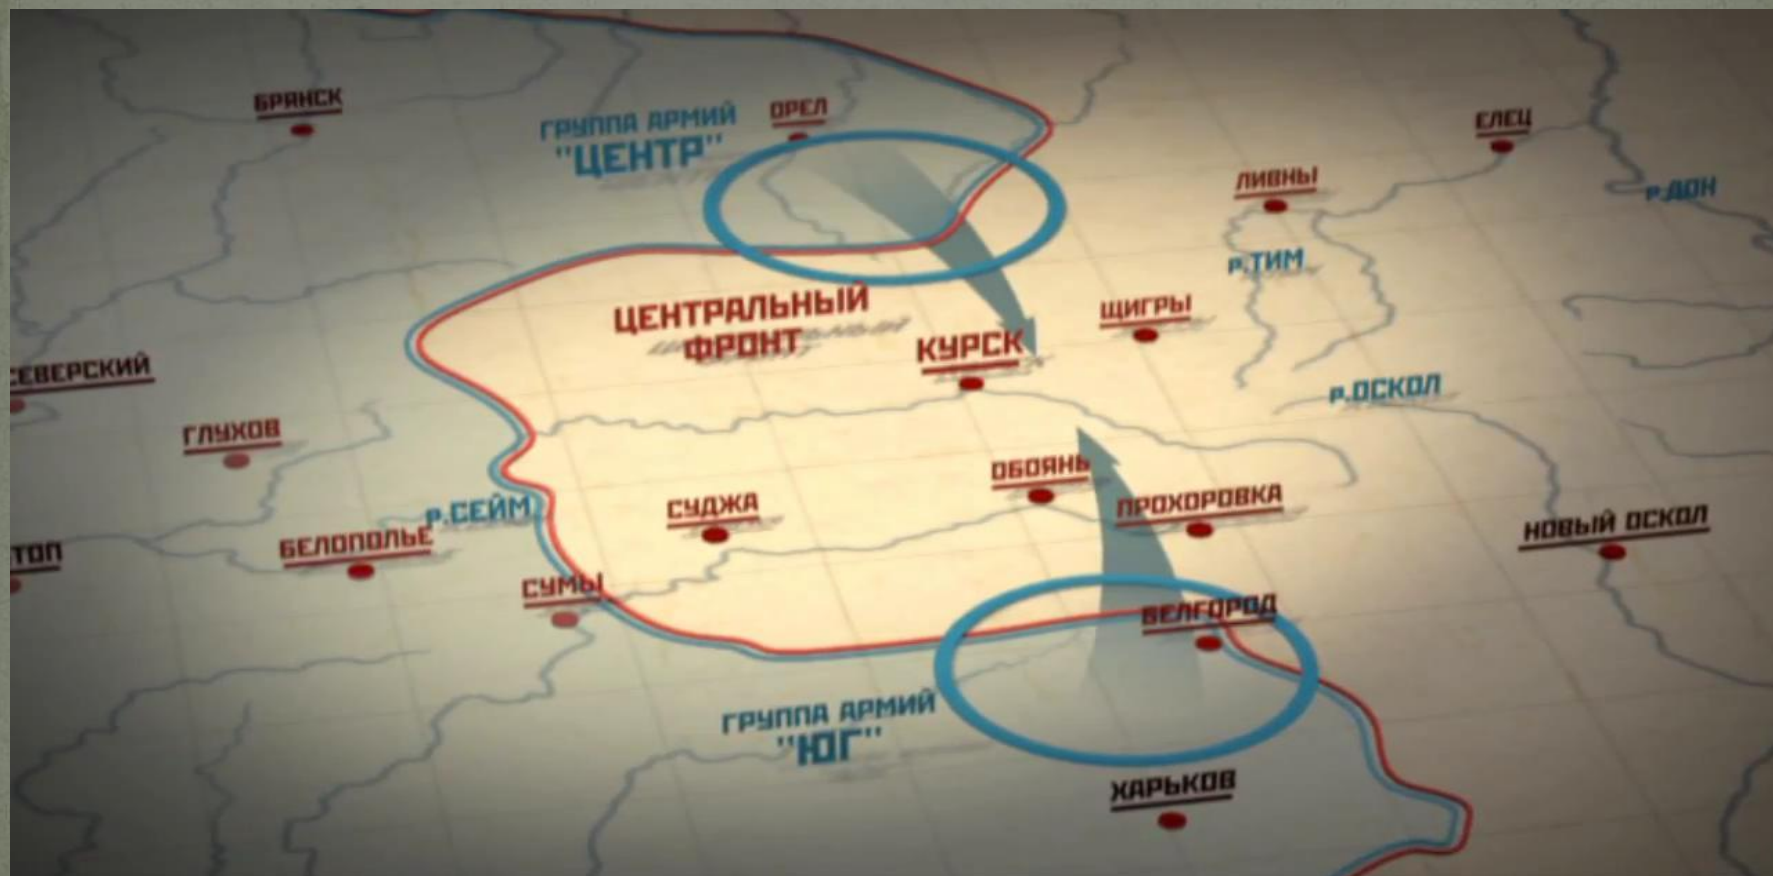 БРЯНСК
ГРУППА АРМИЙ
"ЦЕНТР"
ОРЕЛ
ЕЛЕЦ
ЛИВНЫ
р.ДОН
р.ТИМ
ЦЕНТРАЛЬНЫЙ
ФРОНТ
ЩИГРЫ
КУРСК
ЕВЕРСКИЙ
р.ОСКОЛ
ГЛУХОВ
ОБОЯНЬ
СУДЖА
ПРОХОРОВКА
р.СЕЙМ
НОВЫЙ ОСКОЛ
БЕЛОПОЛЬЕ
ТОП
СУМЫ
БЕЛГОРОД
ГРУППА АРМИЙ
"ЮГ"
ХАРЬКОВ